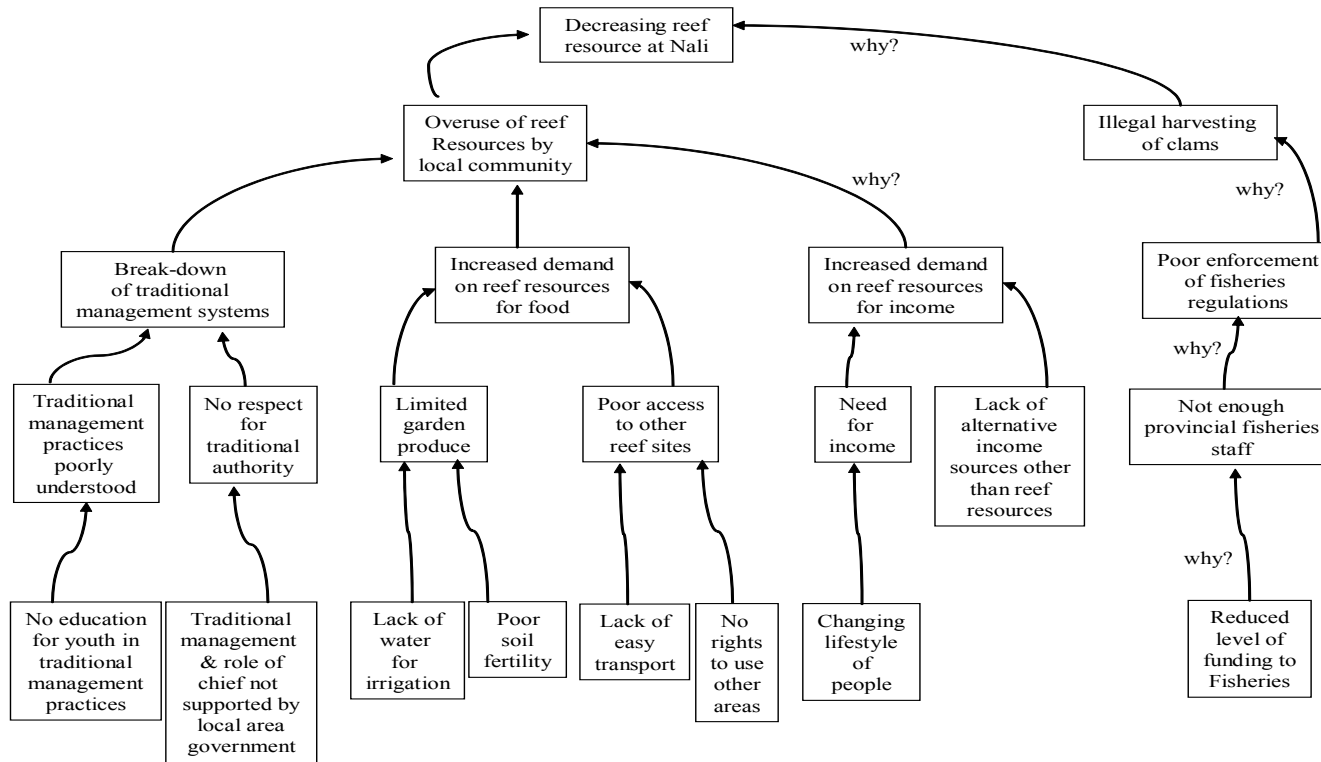 Decreasing reef
resource at Nali
why?
Overuse of reef
Resources by
local community
Illegal harvesting
of clams
why?
why?
Break-down
of traditional
management systems
Increased demand
on reef resources
for food
Increased demand
on reef resources
for income
Poor enforcement
of fisheries
regulations
why?
Traditional
management
practices
poorly
understood
No respect
for
traditional
authority
Limited
garden
produce
Poor access
to other
reef sites
Need
for
income
Lack of
alternative
income
sources other
than reef
resources
Not enough
provincial fisheries
staff
why?
No education
for youth in
traditional
management
practices
Traditional
management
& role of
chief not
supported by
local area
government
Lack of
water
for
irrigation
Poor
soil
fertility
Lack of
easy
transport
No
rights to
use other
areas
Changing
lifestyle of
people
Reduced
level of
funding to
Fisheries